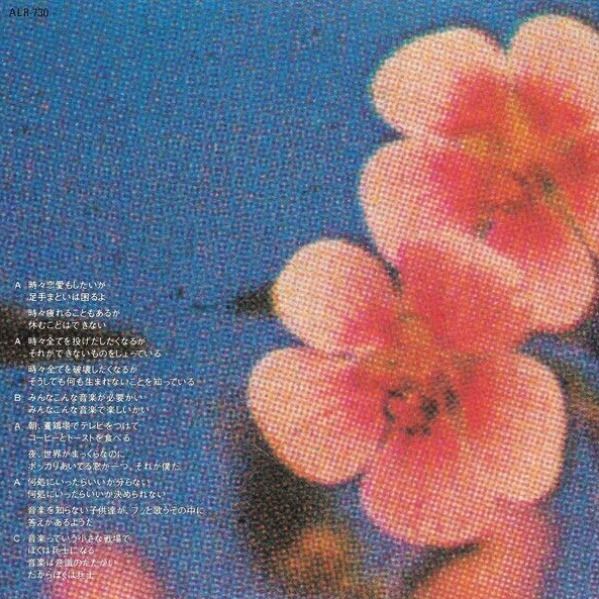 ALR-730
A 時々恋愛もしたいが
足手まといは困るよ
時々疲れることもあるが
休むことはできない
A 時々全てを投げだしたくなるが
それができないものをしょっている
時々全てを破壊したくなるが
そうしても何も生まれないことを知っている
B みんなこんな音楽が必要かい
みんなこんな音楽で楽しいかい
A 朝、養鶏場でテレビをつけて
コーヒーとトーストを食べる
夜、世界がまっくらなのに
ポッカリあいてる窓が一つ、それが僕だ
A 何処にいったらいいか分らない
何処にいったらいいか決められない
音楽を知らない子供達が、フッと歌うその中に
答えがあるようだ
C 音楽っていう小さな戦場で
ぼくは兵士になる
音楽は意識のたたかい
だからぼくは兵士